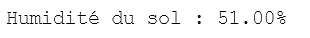 Humidité du sol : 51.00%